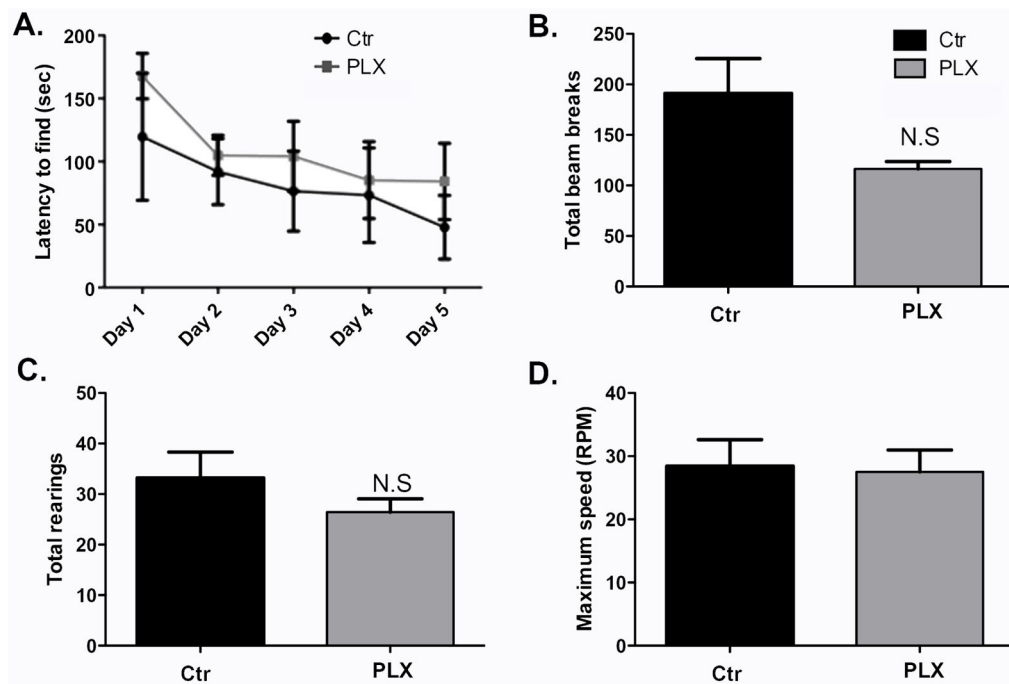 A.
Latency to find (sec)
200
150
100
50
0
Ctr
PLX
Day 1
Day 2
Day 3
Day 4
Day 5
B.
Total beam breaks
250
200
150
100
50
0
Ctr
PLX
N.S
Ctr
PLX
C.
Total rearings
50
40
30
20
10
0
N.S
Ctr
PLX
D.
Maximum speed (RPM)
40
30
20
10
0
Ctr
PLX